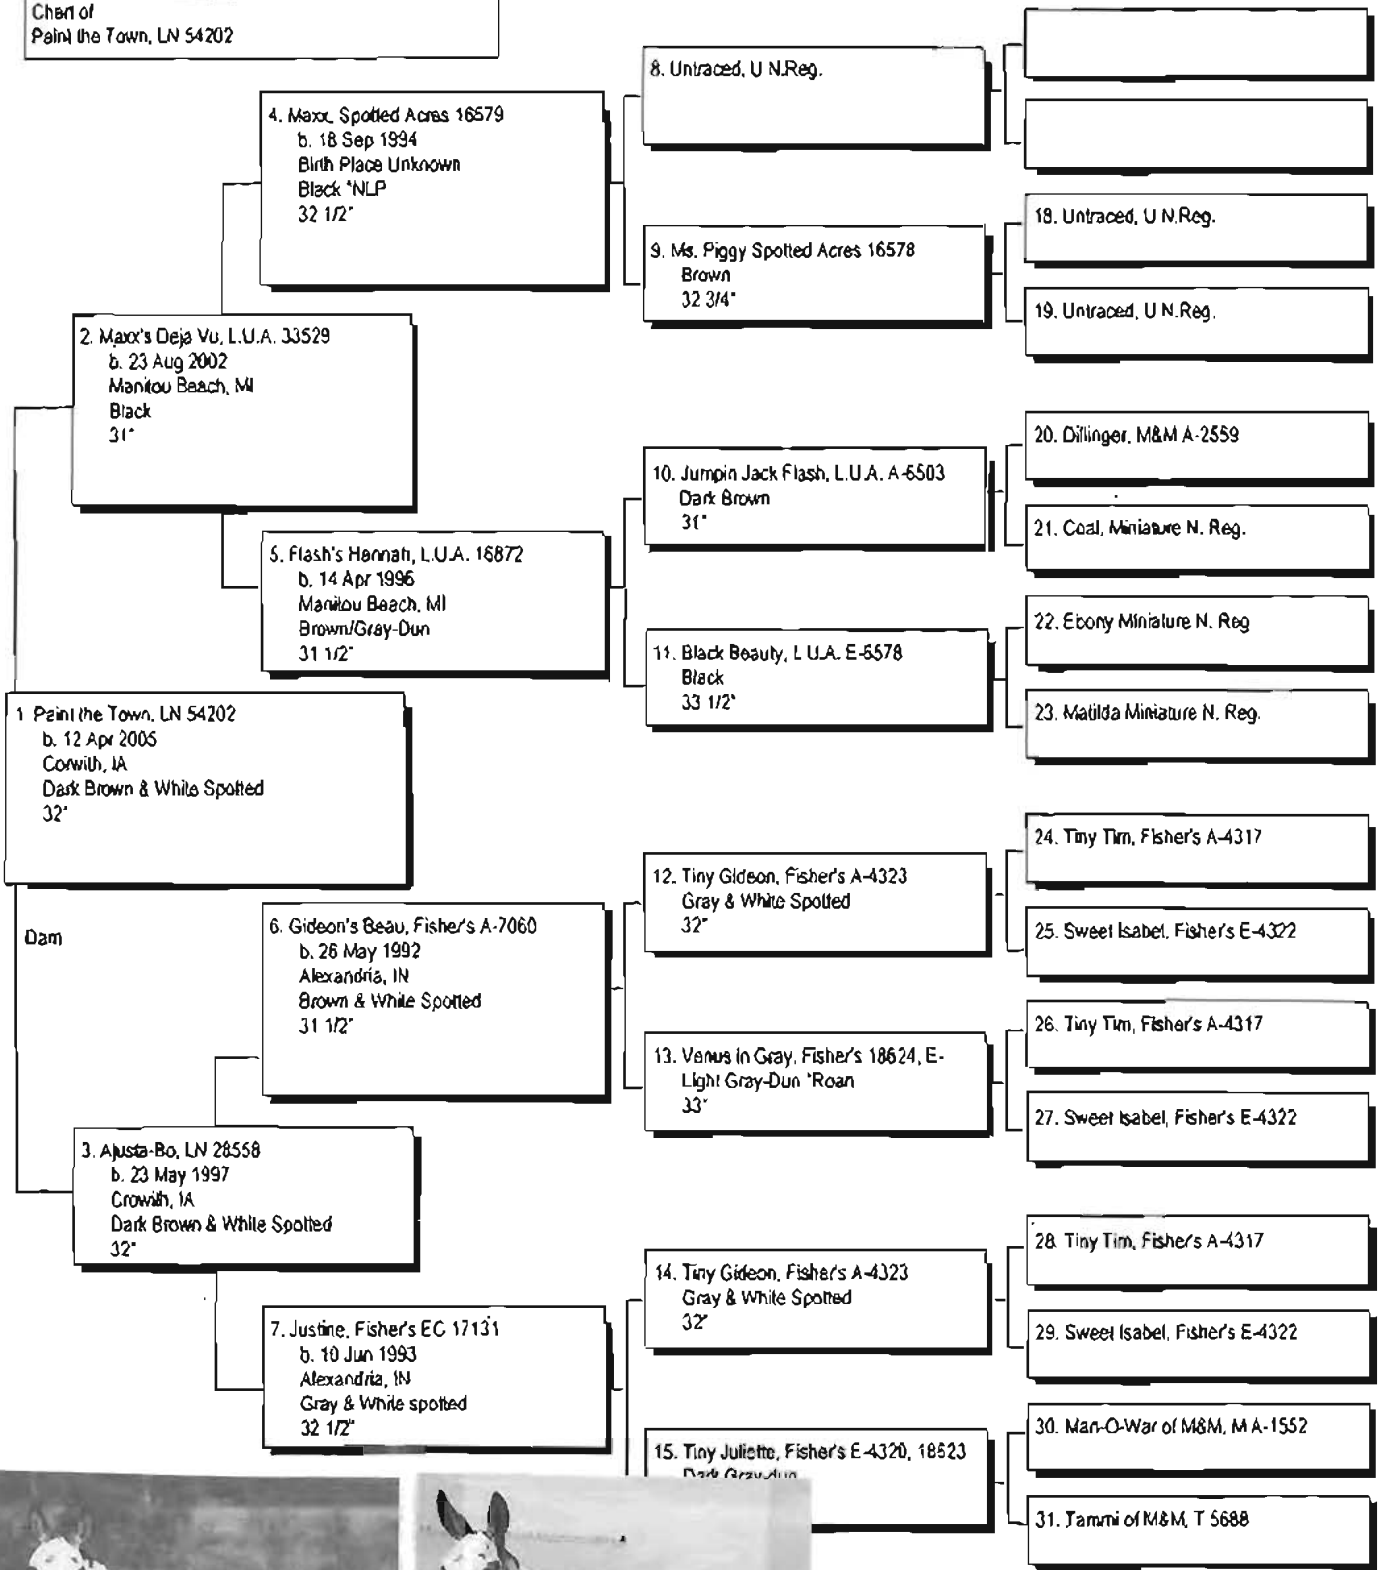 Chart of
Paint the Town, LN 54202
4. Maxx, Spotted Acres 16579
b. 18 Sep 1994
Birth Place Unknown
Black *NLP
32 1/2"
2. Maxx's Deja Vu, L.U.A. 33529
b. 23 Aug 2002
Manitou Beach, MI
Black
31"
5. Flash's Hannah, L.U.A. 16872
b. 14 Apr 1996
Manitou Beach, MI
Brown/Gray-Dun
31 1/2"
1 Paint the Town, LN 54202
b. 12 Apr 2005
Corwith, IA
Dark Brown & White Spotted
32"
Dam
6. Gideon's Beau, Fisher's A-7060
b. 26 May 1992
Alexandria, IN
Brown & White Spotted
31 1/2"
3. Ajusta-Bo, LN 28558
b. 23 May 1997
Crowith, IA
Dark Brown & White Spotted
32"
7. Justine, Fisher's EC 17131
b. 10 Jun 1993
Alexandria, IN
Gray & White spotted
32 1/2"
8. Untraced, U N.Reg.
9. Ms. Piggy Spotted Acres 16578
Brown
32 3/4"
10. Jumpin Jack Flash, L.U.A. A-6503
Dark Brown
31"
11. Black Beauty, L U.A. E-6578
Black
33 1/2"
12. Tiny Gideon, Fisher's A-4323
Gray & White Spotted
32"
13. Venus in Gray, Fisher's 18624, E-
Light Gray-Dun *Roan
33"
14. Tiny Gideon, Fisher's A-4323
Gray & White Spotted
32"
15. Tiny Juliette, Fisher's E-4320, 18523
Dark Gray-dun
18. Untraced, U N.Reg.
19. Untraced, U N.Reg.
20. Dillinger, M&M A-2559
21. Coal, Miniature N. Reg.
22. Ebony Miniature N. Reg
23. Matilda Miniature N. Reg.
24. Tiny Tim, Fisher's A-4317
25. Sweet Isabel, Fisher's E-4322
26. Tiny Tim, Fisher's A-4317
27. Sweet Isabel, Fisher's E-4322
28. Tiny Tim, Fisher's A-4317
29. Sweet Isabel, Fisher's E-4322
30. Man-O-War of M&M, M A-1552
31. Tammi of M&M, T 5688